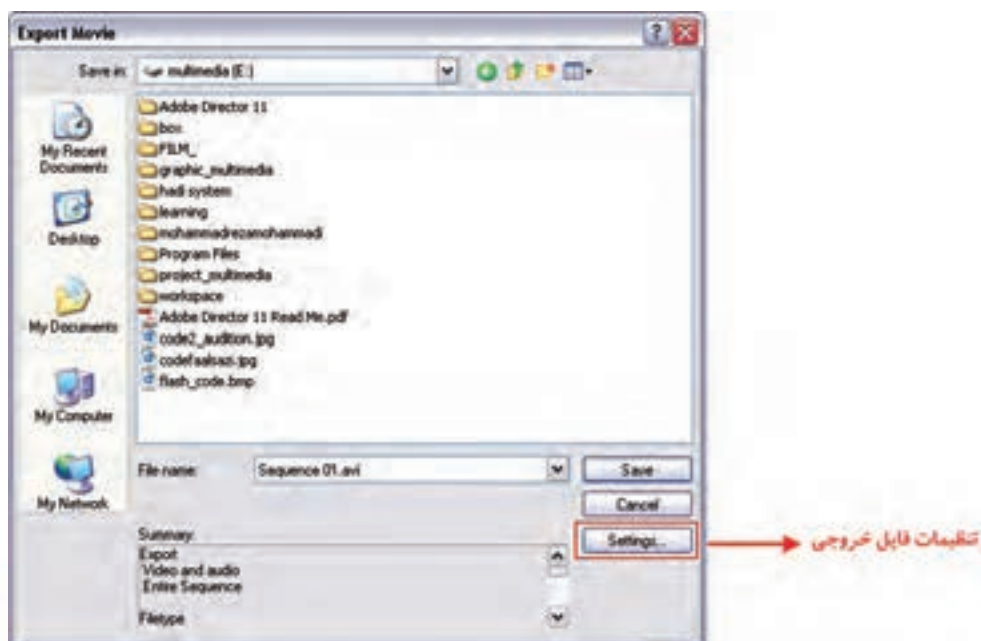 Export Movie
Save in: multimedia (E:)
My Recent Documents
Desktop
My Documents
My Computer
My Network
Adobe Director 11
box
FILM_
graphic_multimedia
hadi system
learning
mohammadrezamohammadi
Program Files
project_multimedia
workspace
Adobe Director 11 Read Me.pdf
code2_audition.jpg
codefaalsazi.jpg
flash_code.bmp
File name: Sequence 01.avi
Save
Cancel
Settings...
تنظیمات فایل خروجی
Summary
Export
Video and audio
Entire Sequence
Filetype